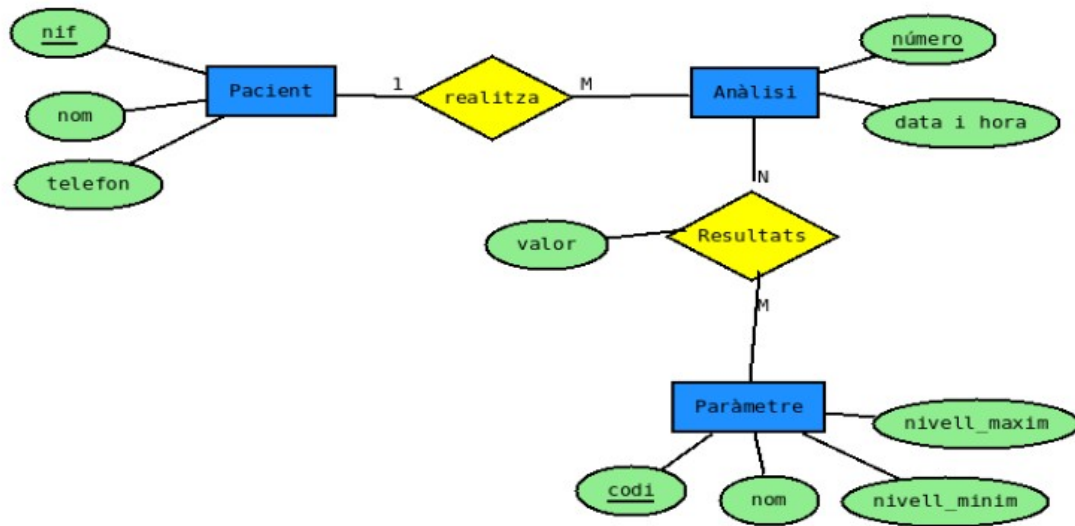 nif
Pacient
1
realitza
M
Anàlisi
número
nom
data i hora
telefon
N
valor
Resultats
M
Paràmetre
nivell_maxim
codi
nom
nivell_minim